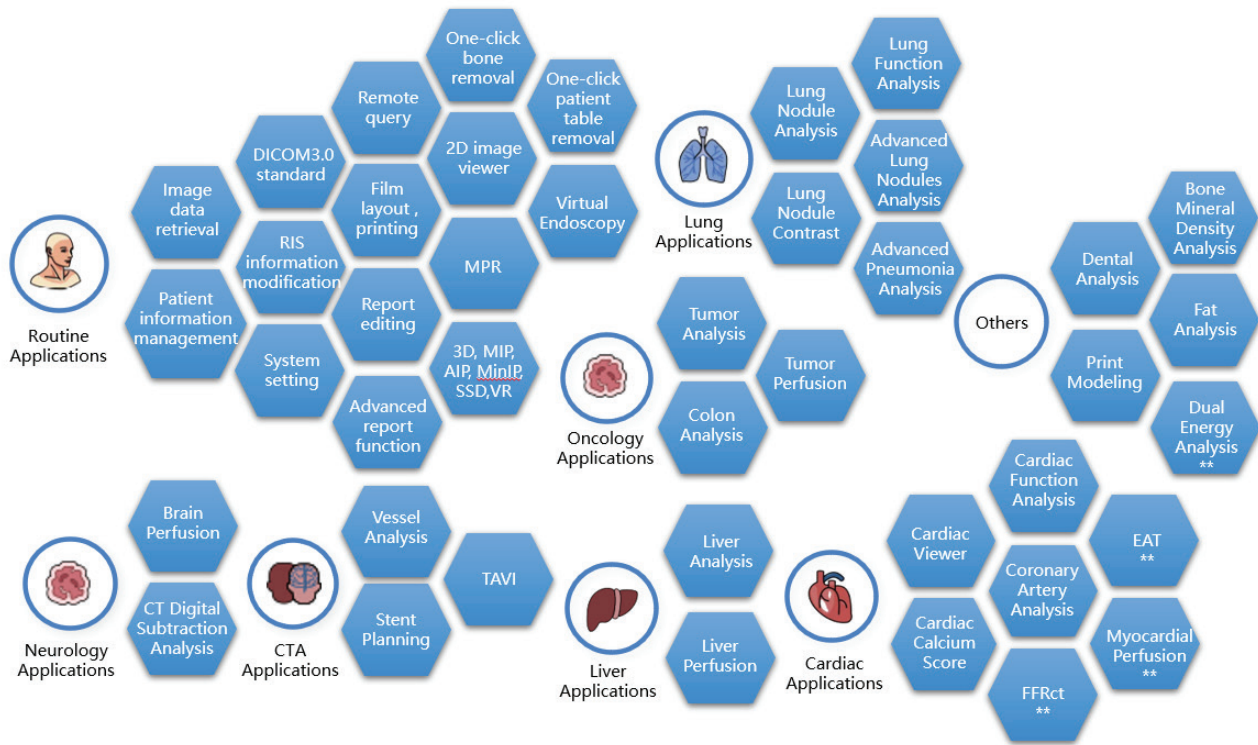 Routine
Applications
Image
data
retrieval
Patient
information
management
DICOM3.0
standard
RIS
information
modification
System
setting
Remote
query
Film
layout ,
printing
Report
editing
Advanced
report
function
One-click
bone
removal
2D image
viewer
MPR
3D, MIP,
AIP, MinIP,
SSD,VR
One-click
patient
table
removal
Virtual
Endoscopy
Lung
Applications
Lung
Nodule
Analysis
Lung
Nodule
Contrast
Lung
Function
Analysis
Advanced
Lung
Nodules
Analysis
Advanced
Pneumonia
Analysis
Oncology
Applications
Tumor
Analysis
Colon
Analysis
Tumor
Perfusion
Others
Dental
Analysis
Print
Modeling
Bone
Mineral
Density
Analysis
Fat
Analysis
Dual
Energy
Analysis
**
Neurology
Applications
Brain
Perfusion
CT Digital
Subtraction
Analysis
CTA
Applications
Vessel
Analysis
Stent
Planning
TAVI
Liver
Applications
Liver
Analysis
Liver
Perfusion
Cardiac
Applications
Cardiac
Viewer
Cardiac
Calcium
Score
Cardiac
Function
Analysis
Coronary
Artery
Analysis
FFRct
**
EAT
**
Myocardial
Perfusion
**